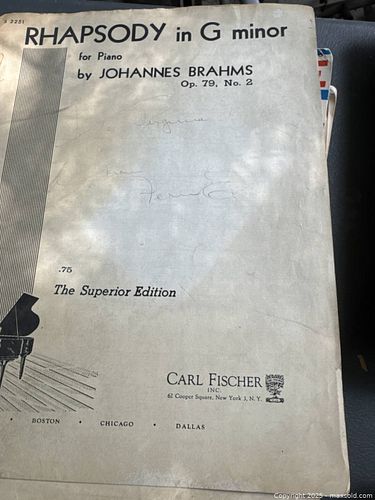 S 3251
RHAPSODY in G minor
for Piano
by JOHANNES BRAHMS
Op. 79, No. 2
.75
The Superior Edition
CARL FISCHER
INC.
62 Cooper Square, New York 3, N. Y.
• BOSTON • CHICAGO • DALLAS
Copyright 2025 - maxsold.com